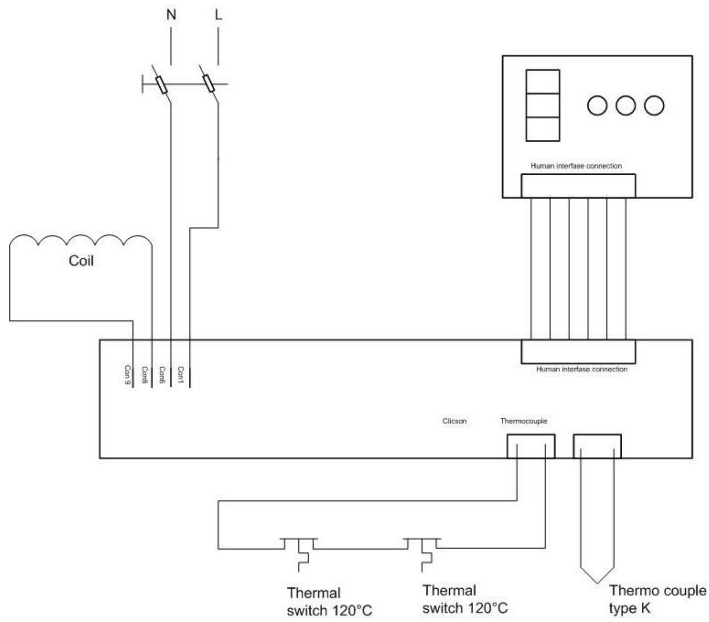 N L
Human interfase connection
Coil
Con 9 Con8 Con6 Con1
Human interfase connection
Clicson Thermocouple
Thermal
switch 120°C
Thermal
switch 120°C
Thermo couple
type K